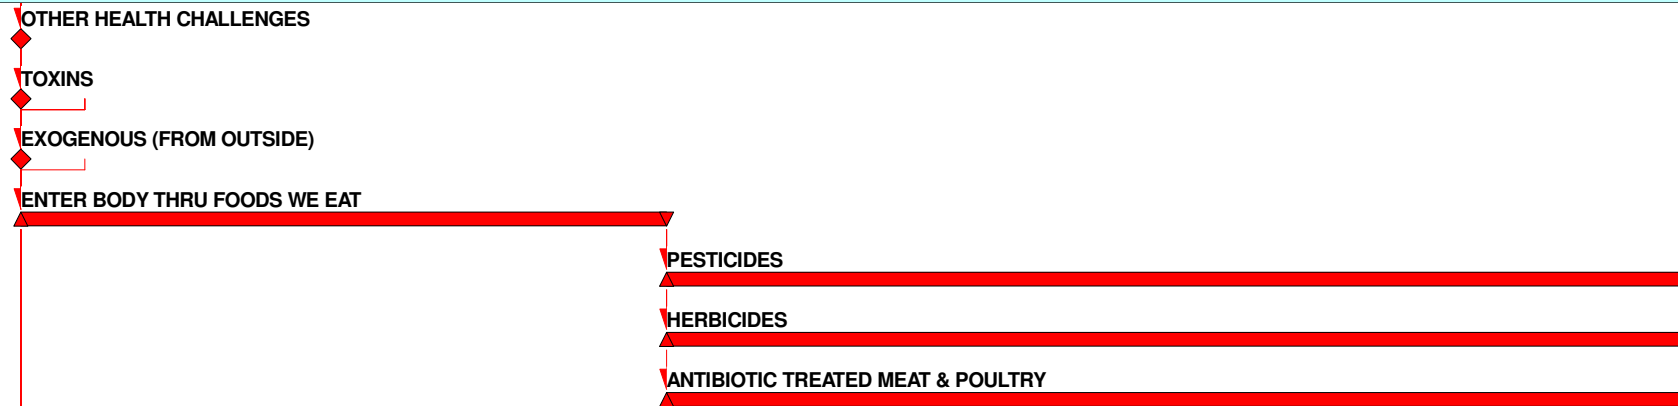 OTHER HEALTH CHALLENGES
TOXINS
EXOGENOUS (FROM OUTSIDE)
ENTER BODY THRU FOODS WE EAT
PESTICIDES
HERBICIDES
ANTIBIOTIC TREATED MEAT & POULTRY